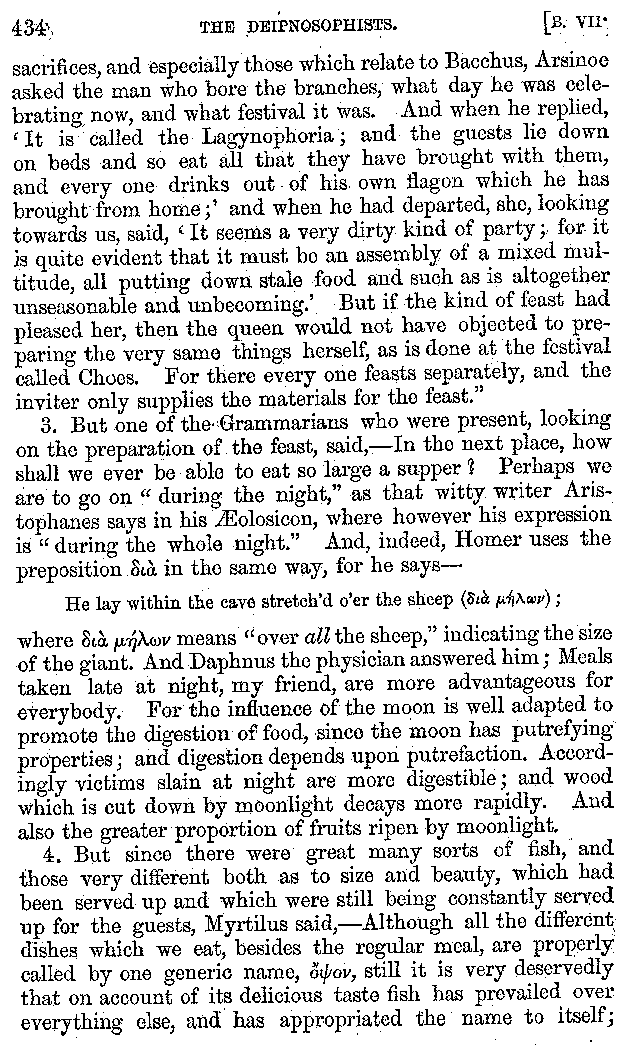 434 THE DEIPNOSOPHISTS. [B. VII.
sacrifices, and especially those which relate to Bacchus, Arsinoe
asked the man who bore the branches, what day he was cele-
brating now, and what festival it was. And when he replied,
‘It is called the Lagynophoria; and the guests lie down
on beds and so eat all that they have brought with them,
and every one drinks out of his own flagon which he has
brought from home;’ and when he had departed, she, looking
towards us, said, ‘It seems a very dirty kind of party; for it
is quite evident that it must be an assembly of a mixed mul-
titude, all putting down stale food and such as is altogether
unseasonable and unbecoming.’ But if the kind of feast had
pleased her, then the queen would not have objected to pre-
paring the very same things herself, as is done at the festival
called Choes. For there every one feasts separately, and the
inviter only supplies the materials for the feast.”
3. But one of the Grammarians who were present, looking
on the preparation of the feast, said,—In the next place, how
shall we ever be able to eat so large a supper? Perhaps we
are to go on “during the night,” as that witty writer Aris-
tophanes says in his Æolosicon, where however his expression
is “during the whole night.” And, indeed, Homer uses the
preposition διὰ in the same way, for he says—
He lay within the cave stretch’d o’er the sheep (διὰ μήλων);
where διὰ μήλων means “over all the sheep,” indicating the size
of the giant. And Daphnus the physician answered him; Meals
taken late at night, my friend, are more advantageous for
everybody. For the influence of the moon is well adapted to
promote the digestion of food, since the moon has putrefying
properties; and digestion depends upon putrefaction. Accord-
ingly victims slain at night are more digestible; and wood
which is cut down by moonlight decays more rapidly. And
also the greater proportion of fruits ripen by moonlight.
4. But since there were great many sorts of fish, and
those very different both as to size and beauty, which had
been served up and which were still being constantly served
up for the guests, Myrtilus said,—Although all the different
dishes which we eat, besides the regular meal, are properly
called by one generic name, ὄψον, still it is very deservedly
that on account of its delicious taste fish has prevailed over
everything else, and has appropriated the name to itself;